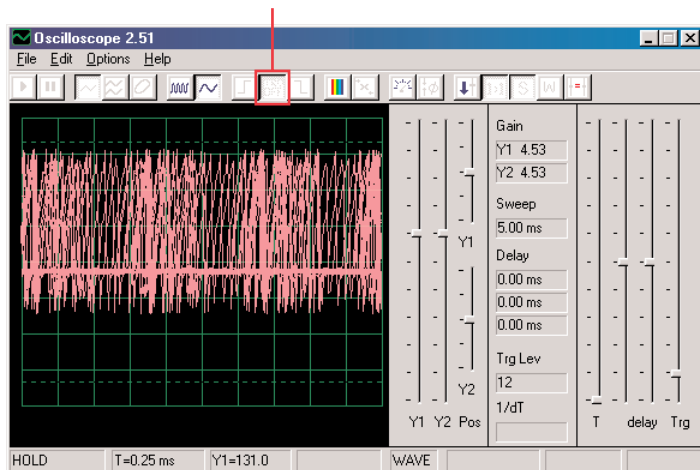 Oscilloscope 2.51
File Edit Options Help
1:1 S W
Gain
Y1 4.53
Y2 4.53
Sweep
5.00 ms
Y1
Delay
0.00 ms
0.00 ms
0.00 ms
Trg Lev
12
Y2
1/dT
Y1 Y2 Pos
T delay Trg
HOLD T=0.25 ms Y1=131.0 WAVE